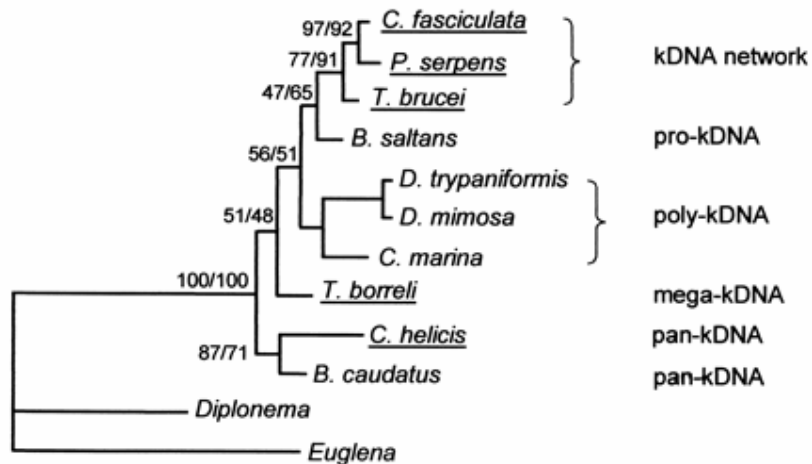 97/92
C. fasciculata
77/91
P. serpens
kDNA network
47/65
T. brucei
B. saltans
pro-kDNA
56/51
D. trypaniformis
51/48
D. mimosa
poly-kDNA
C. marina
100/100
T. borreli
mega-kDNA
C. helicis
pan-kDNA
87/71
B. caudatus
pan-kDNA
Diplonema
Euglena